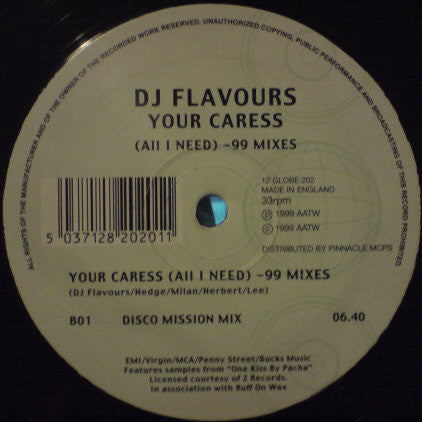 ALL RIGHTS OF THE MANUFACTURER AND OF THE OWNER OF THE RECORDED WORK RESERVED. UNAUTHORIZED COPYING, PUBLIC PERFORMANCE AND BROADCASTING OF THIS RECORD PROHIBITED.
DJ FLAVOURS
YOUR CARESS
(All I NEED) -99 MIXES
12 GLOBE 202
MADE IN ENGLAND
33rpm
Ⓟ 1999 AATW
© 1999 AATW
5 037128 202011
DISTRIBUTED BY PINNACLE MCPS
YOUR CARESS (All I NEED) -99 M!XES
(DJ Flavours/Hedge/Milan/Herbert/Lee)
B01 DISCO MISSION MIX 06.40
EMI/Virgin/MCA/Penny Street/Bucks Music
Features samples from "One Kiss By Pacha"
Licensed courtesy of Z Records.
In association with Ruff On Wax